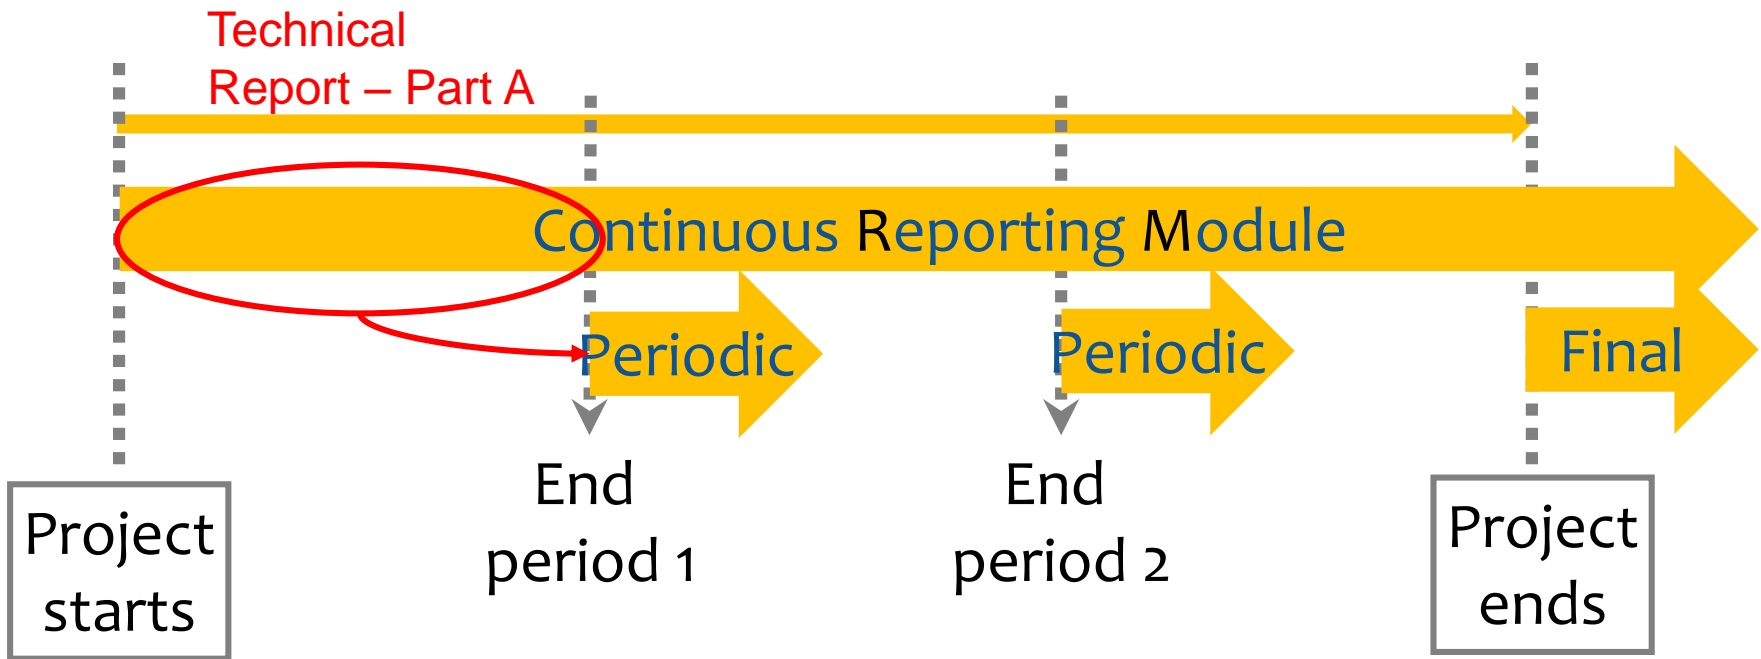 Technical
Report – Part A
Continuous Reporting Module
Periodic
Periodic
Final
End
period 1
End
period 2
Project
starts
Project
ends